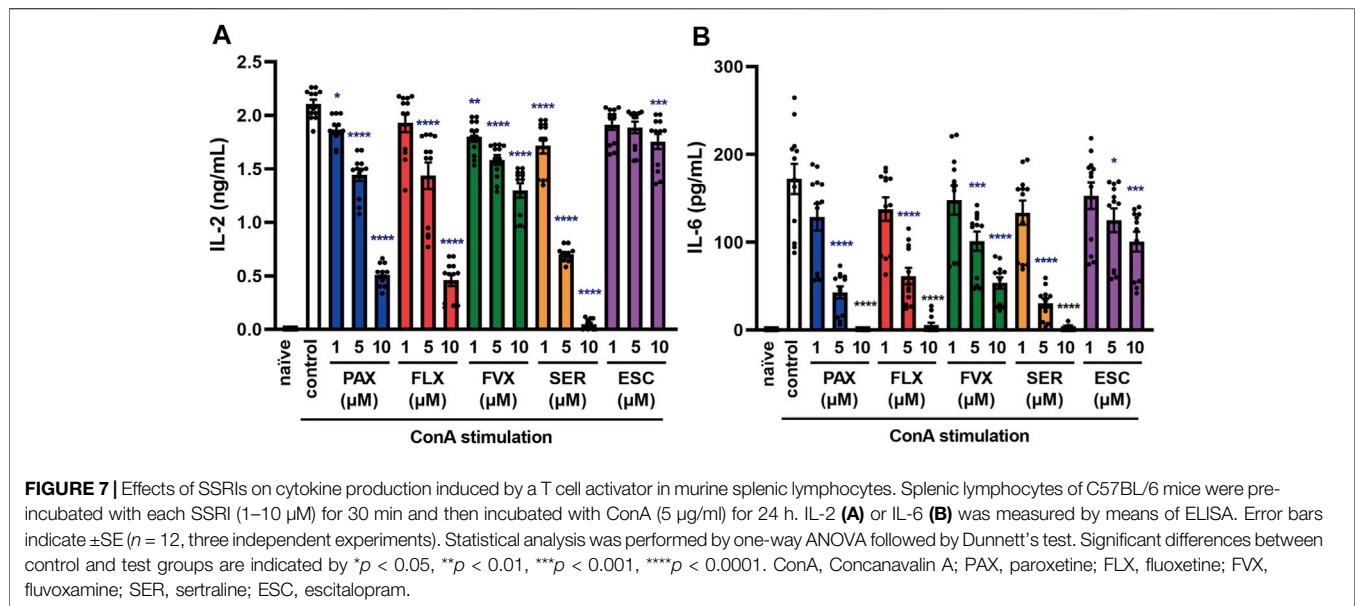 A
2.5
2.0
1.5
1.0
0.5
0.0
IL-2 (ng/mL)
*
****
****
****
****
**
****
****
****
****
****
***
naïve
control
1 5 10
1 5 10
1 5 10
1 5 10
1 5 10
PAX
(µM)
FLX
(µM)
FVX
(µM)
SER
(µM)
ESC
(µM)
ConA stimulation
B
300
200
100
0
IL-6 (pg/mL)
****
****
****
****
***
****
****
****
*
***
naïve
control
1 5 10
1 5 10
1 5 10
1 5 10
1 5 10
PAX
(µM)
FLX
(µM)
FVX
(µM)
SER
(µM)
ESC
(µM)
ConA stimulation
FIGURE 7 | Effects of SSRIs on cytokine production induced by a T cell activator in murine splenic lymphocytes. Splenic lymphocytes of C57BL/6 mice were pre-
incubated with each SSRI (1–10 µM) for 30 min and then incubated with ConA (5 µg/ml) for 24 h. IL-2 (A) or IL-6 (B) was measured by means of ELISA. Error bars
indicate ±SE (n = 12, three independent experiments). Statistical analysis was performed by one-way ANOVA followed by Dunnett's test. Significant differences between
control and test groups are indicated by *p < 0.05, **p < 0.01, ***p < 0.001, ****p < 0.0001. ConA, Concanavalin A; PAX, paroxetine; FLX, fluoxetine; FVX,
fluvoxamine; SER, sertraline; ESC, escitalopram.